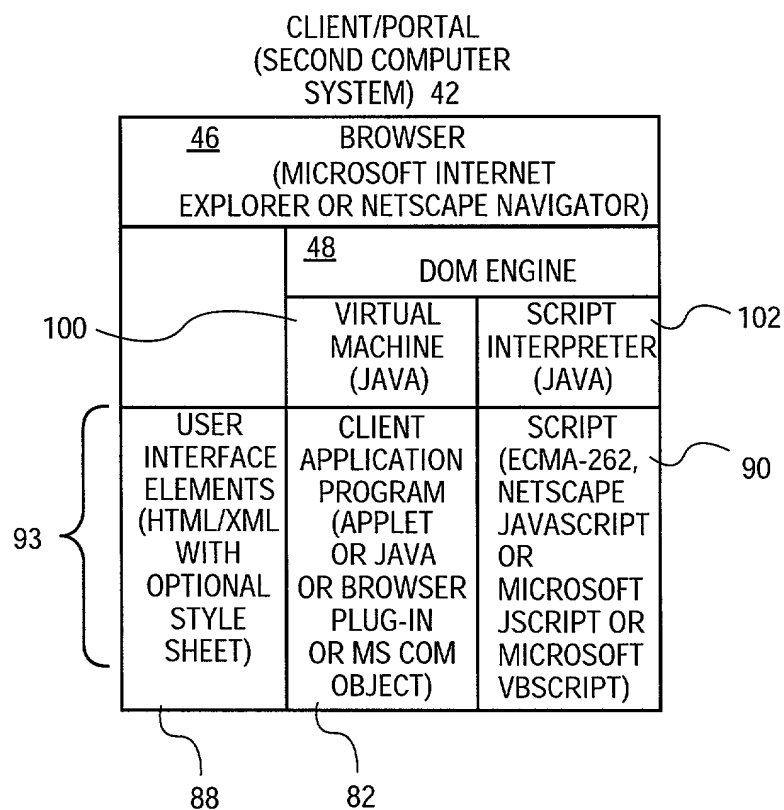 CLIENT/PORTAL
(SECOND COMPUTER
SYSTEM) 42
46 BROWSER
(MICROSOFT INTERNET
EXPLORER OR NETSCAPE NAVIGATOR)
48
DOM ENGINE
100
VIRTUAL
MACHINE
(JAVA)
SCRIPT
INTERPRETER
(JAVA)
102
93
USER
INTERFACE
ELEMENTS
(HTML/XML
WITH
OPTIONAL
STYLE
SHEET)
CLIENT
APPLICATION
PROGRAM
(APPLET
OR JAVA
OR BROWSER
PLUG-IN
OR MS COM
OBJECT)
SCRIPT
(ECMA-262,
NETSCAPE
JAVASCRIPT
OR
MICROSOFT
JSCRIPT OR
MICROSOFT
VBSCRIPT)
90
88
82